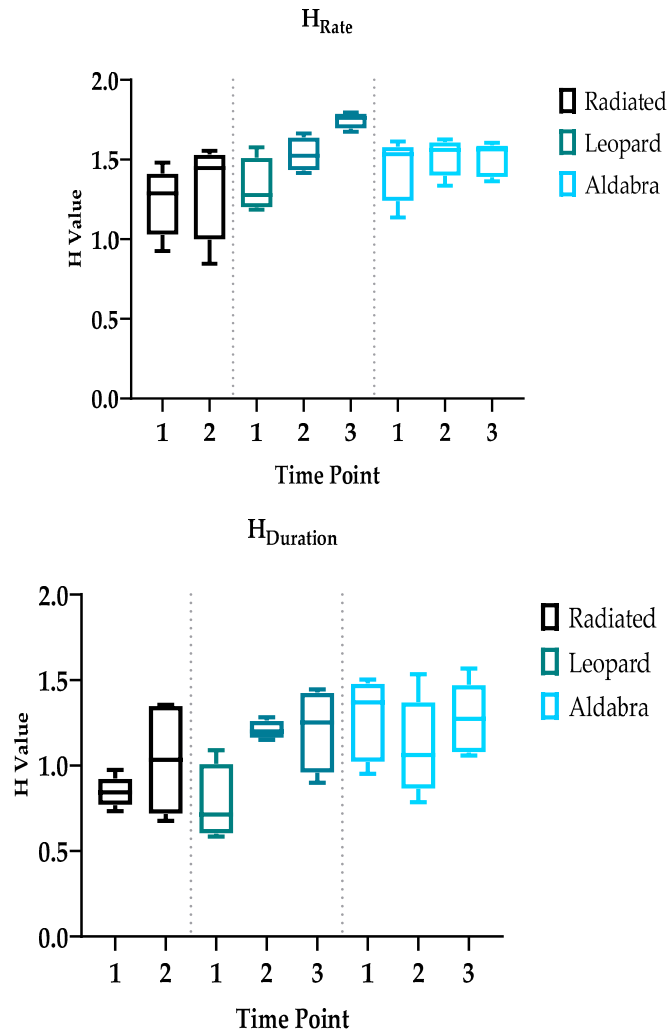 H_Rate
2.0
1.5
1.0
0.5
0.0
H Value
1 2 1 2 3 1 2 3
Time Point
Radiated
Leopard
Aldabra
H_Duration
2.0
1.5
1.0
0.5
0.0
H Value
1 2 1 2 3 1 2 3
Time Point
Radiated
Leopard
Aldabra